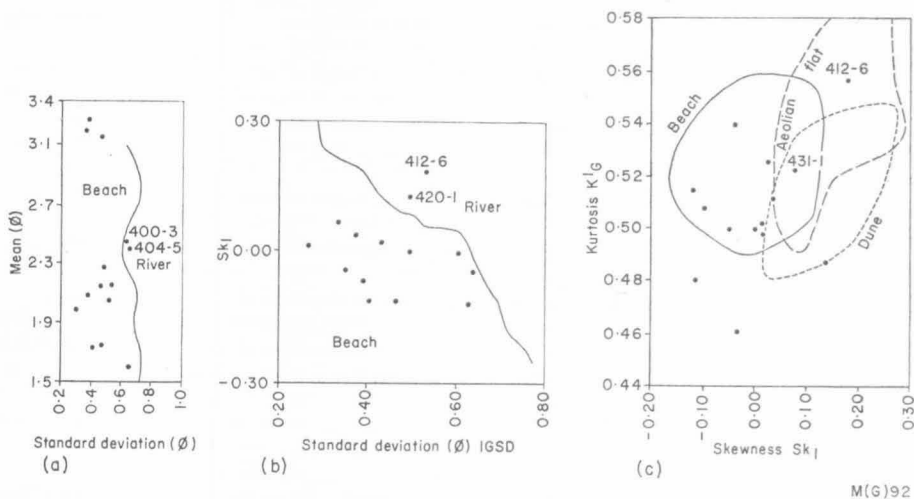 3·4
3·1
2·7
2·3
1·9
1·5
Mean (Ø)
Beach
400-3
404-5
River
0·2
0·4
0·6
0·8
1·0
Standard deviation (Ø)
(a)
0·30
0·00
-0·30
SkI
412-6
420-1
River
Beach
0·20
0·40
0·60
0·80
Standard deviation (Ø) IGSD
(b)
0·58
0·56
0·54
0·52
0·50
0·48
0·46
0·44
Kurtosis K'G
Beach
Aeolian flat
412-6
431-
Dune
-0·20
-0·10
0·00
0·10
0·20
0·30
Skewness SkI
(c)
M(G)92